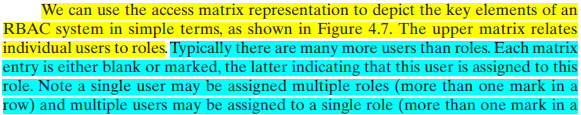 We can use the access matrix representation to depict the key elements of an
RBAC system in simple terms, as shown in Figure 4.7. The upper matrix relates
individual users to roles. Typically there are many more users than roles. Each matrix
entry is either blank or marked, the latter indicating that this user is assigned to this
role. Note a single user may be assigned multiple roles (more than one mark in a
row) and multiple users may be assigned to a single role (more than one mark in a